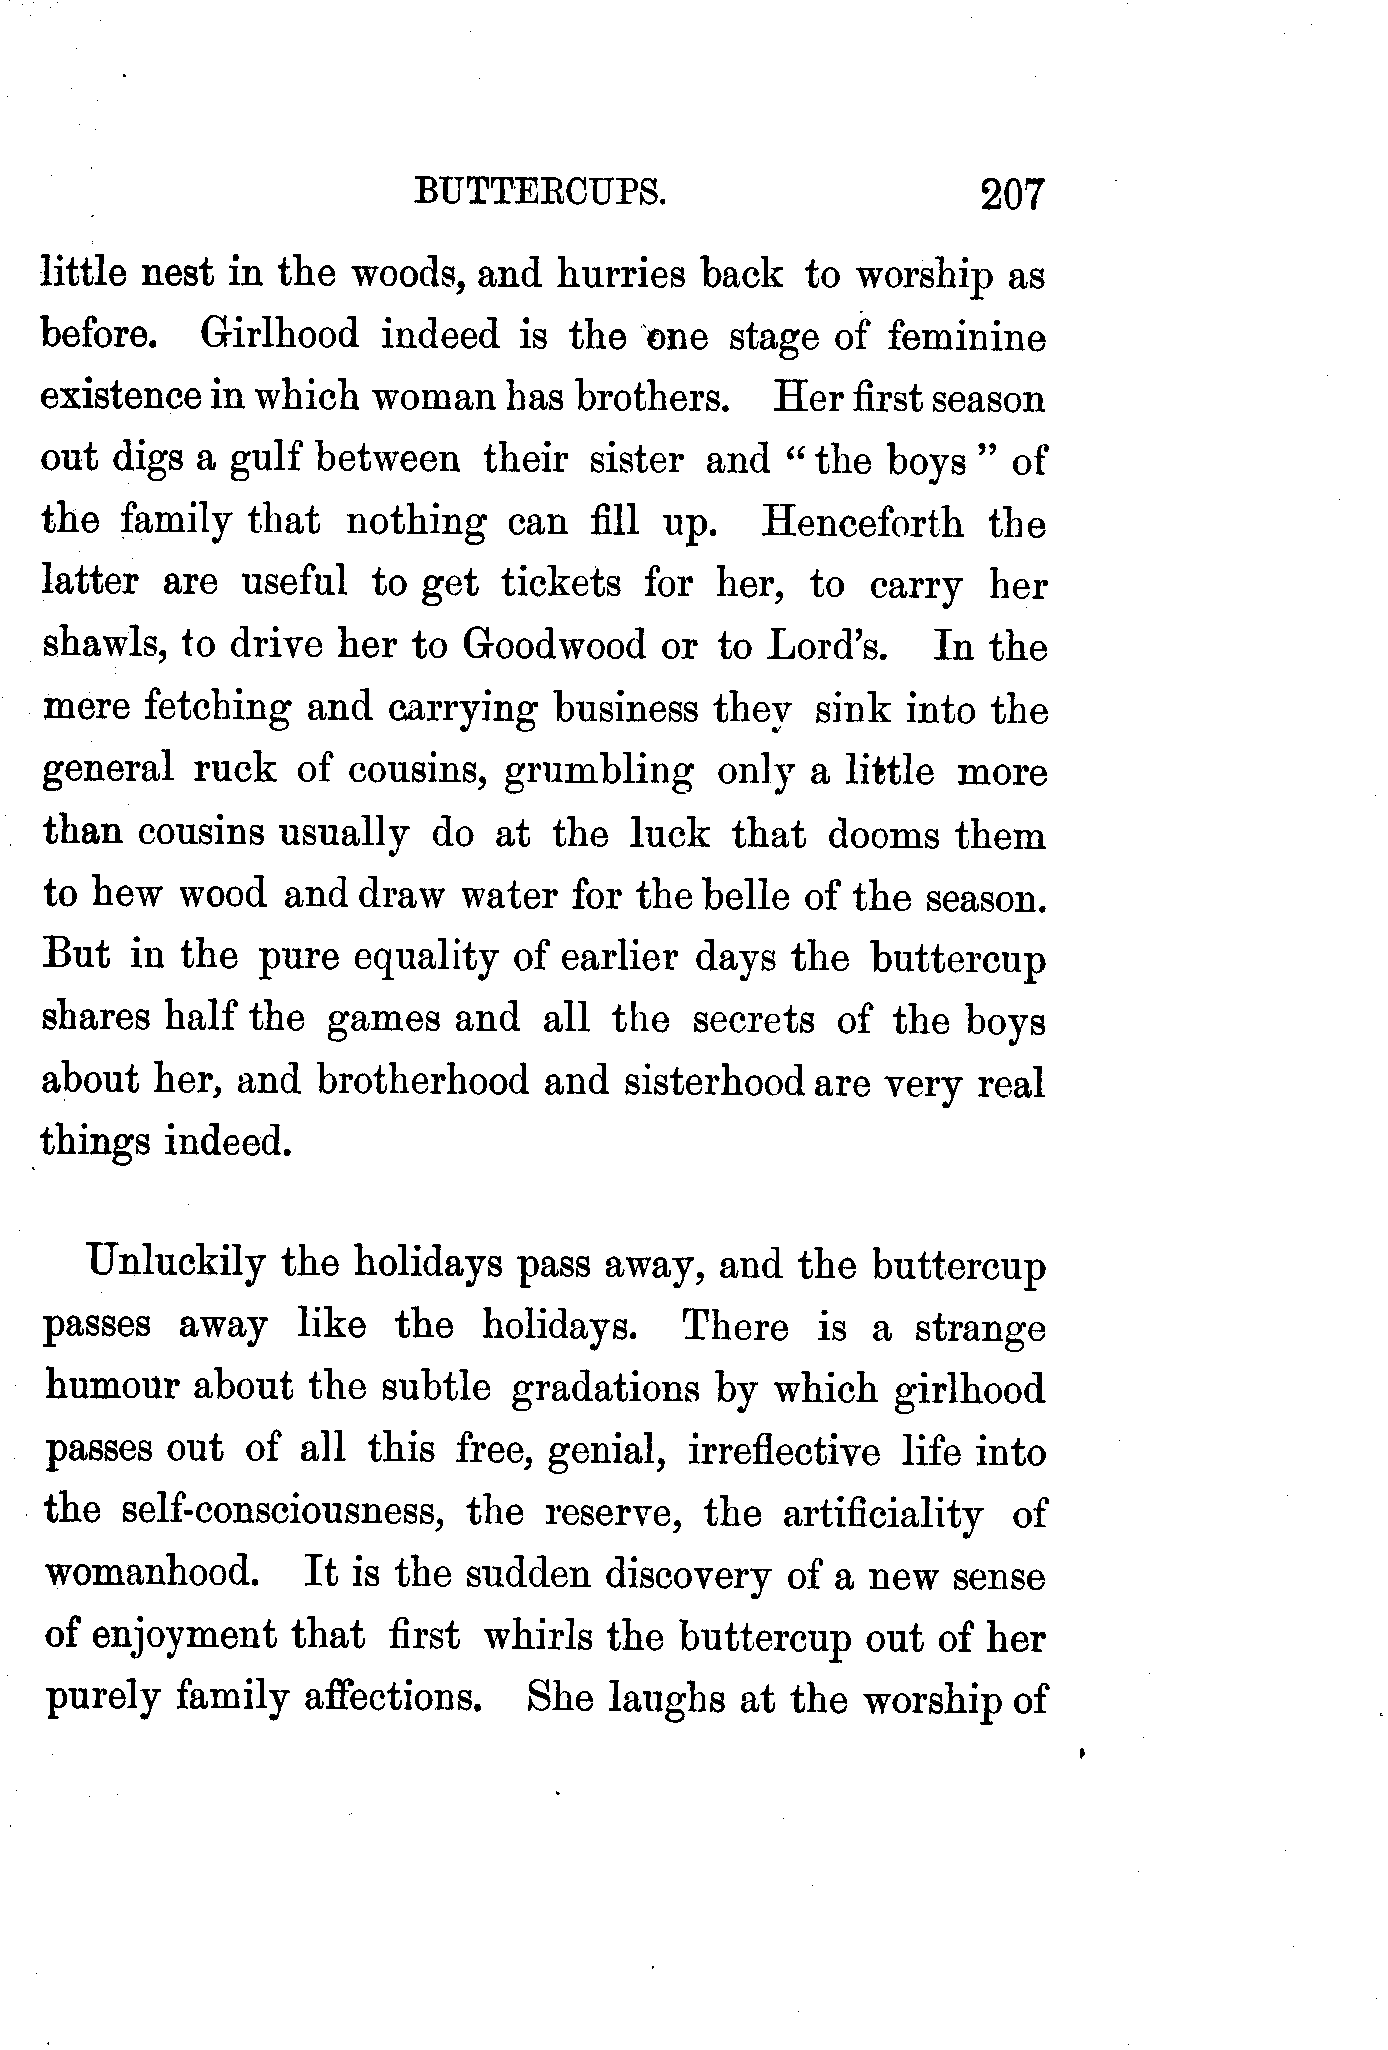 BUTTERCUPS. 207
little nest in the woods, and hurries back to worship as
before. Girlhood indeed is the one stage of feminine
existence in which woman has brothers. Her first season
out digs a gulf between their sister and “ the boys ” of
the family that nothing can fill up. Henceforth the
latter are useful to get tickets for her, to carry her
shawls, to drive her to Goodwood or to Lord’s. In the
mere fetching and carrying business they sink into the
general ruck of cousins, grumbling only a little more
than cousins usually do at the luck that dooms them
to hew wood and draw water for the belle of the season.
But in the pure equality of earlier days the buttercup
shares half the games and all the secrets of the boys
about her, and brotherhood and sisterhood are very real
things indeed.
Unluckily the holidays pass away, and the buttercup
passes away like the holidays. There is a strange
humour about the subtle gradations by which girlhood
passes out of all this free, genial, irreflective life into
the self-consciousness, the reserve, the artificiality of
womanhood. It is the sudden discovery of a new sense
of enjoyment that first whirls the buttercup out of her
purely family affections. She laughs at the worship of